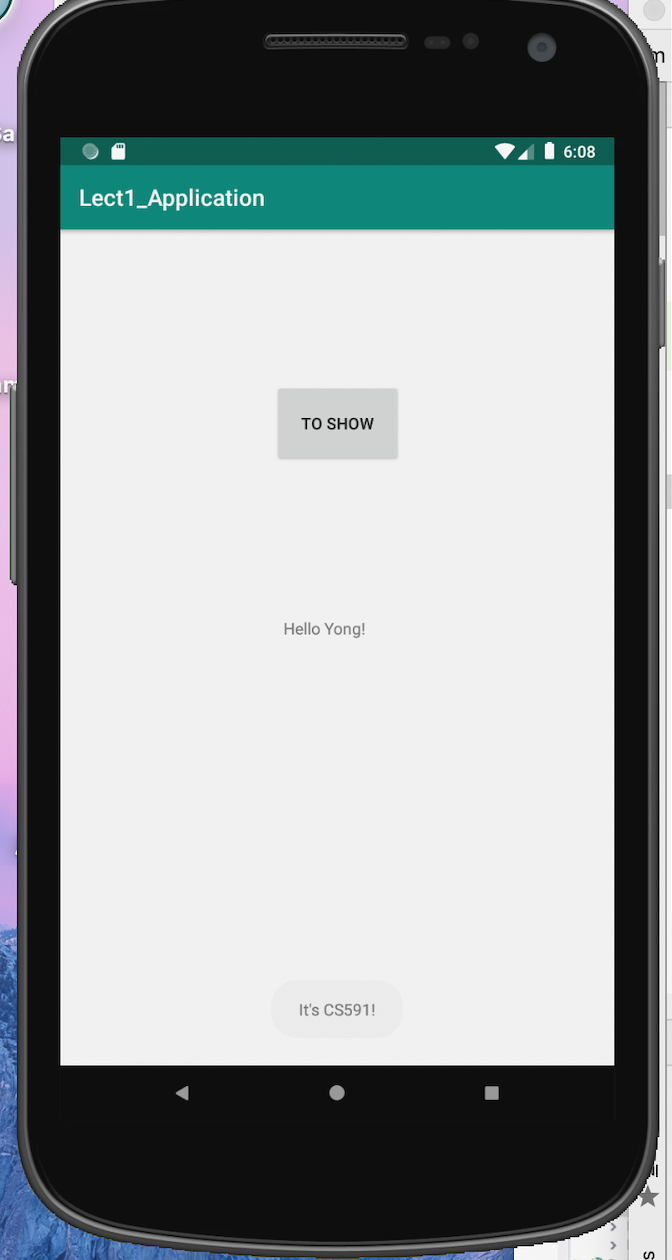 6:08
Lect1_Application
TO SHOW
Hello Yong!
It's CS591!